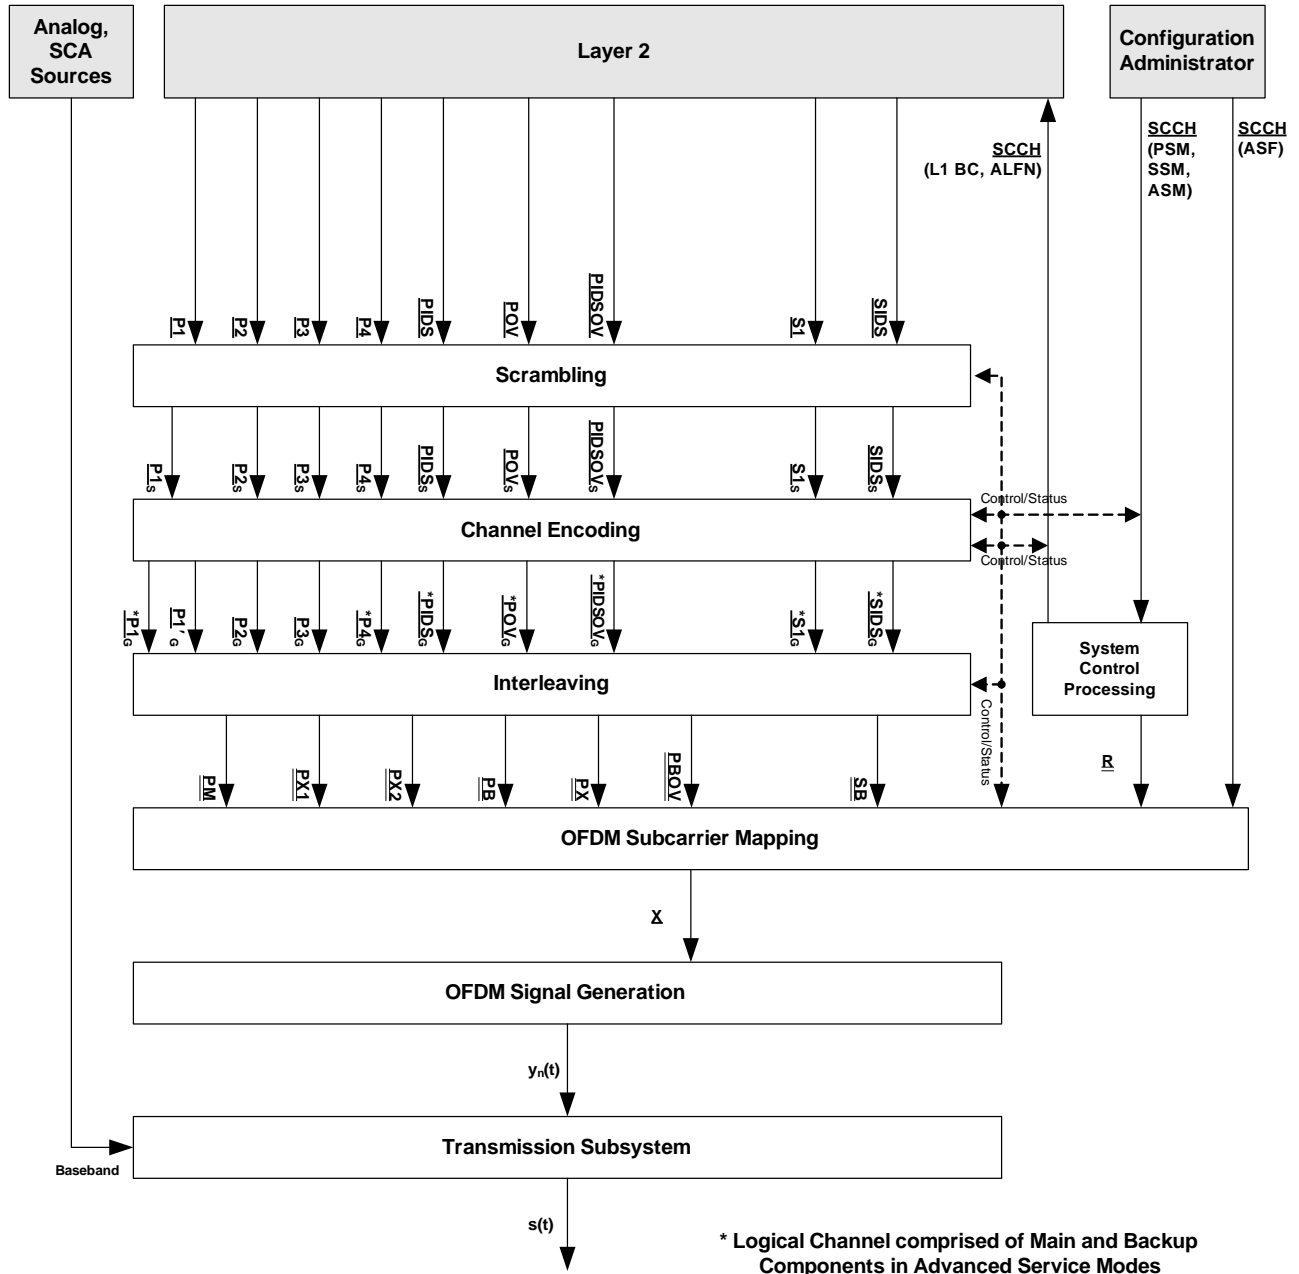 Analog,
SCA
Sources
Layer 2
Configuration
Administrator
SCCH
(L1 BC, ALFN)
SCCH
(PSM,
SSM,
ASM)
SCCH
(ASF)
P1
P2
P3
P4
PIDS
POV
PIDSOV
S1
SIDS
Scrambling
P1S
P2S
P3S
P4S
PIDSS
POVS
PIDSOVS
S1S
SIDSS
Control/Status
Channel Encoding
Control/Status
*P1G
P1'G
P2G
P3G
*P4G
*PIDSG
*POVG
*PIDSOVG
*S1G
*SIDSG
System
Control
Processing
Interleaving
Control/Status
PM
PX1
PX2
PB
PX
PBOV
SB
R
OFDM Subcarrier Mapping
X
OFDM Signal Generation
yn(t)
Transmission Subsystem
Baseband
s(t)
* Logical Channel comprised of Main and Backup
Components in Advanced Service Modes